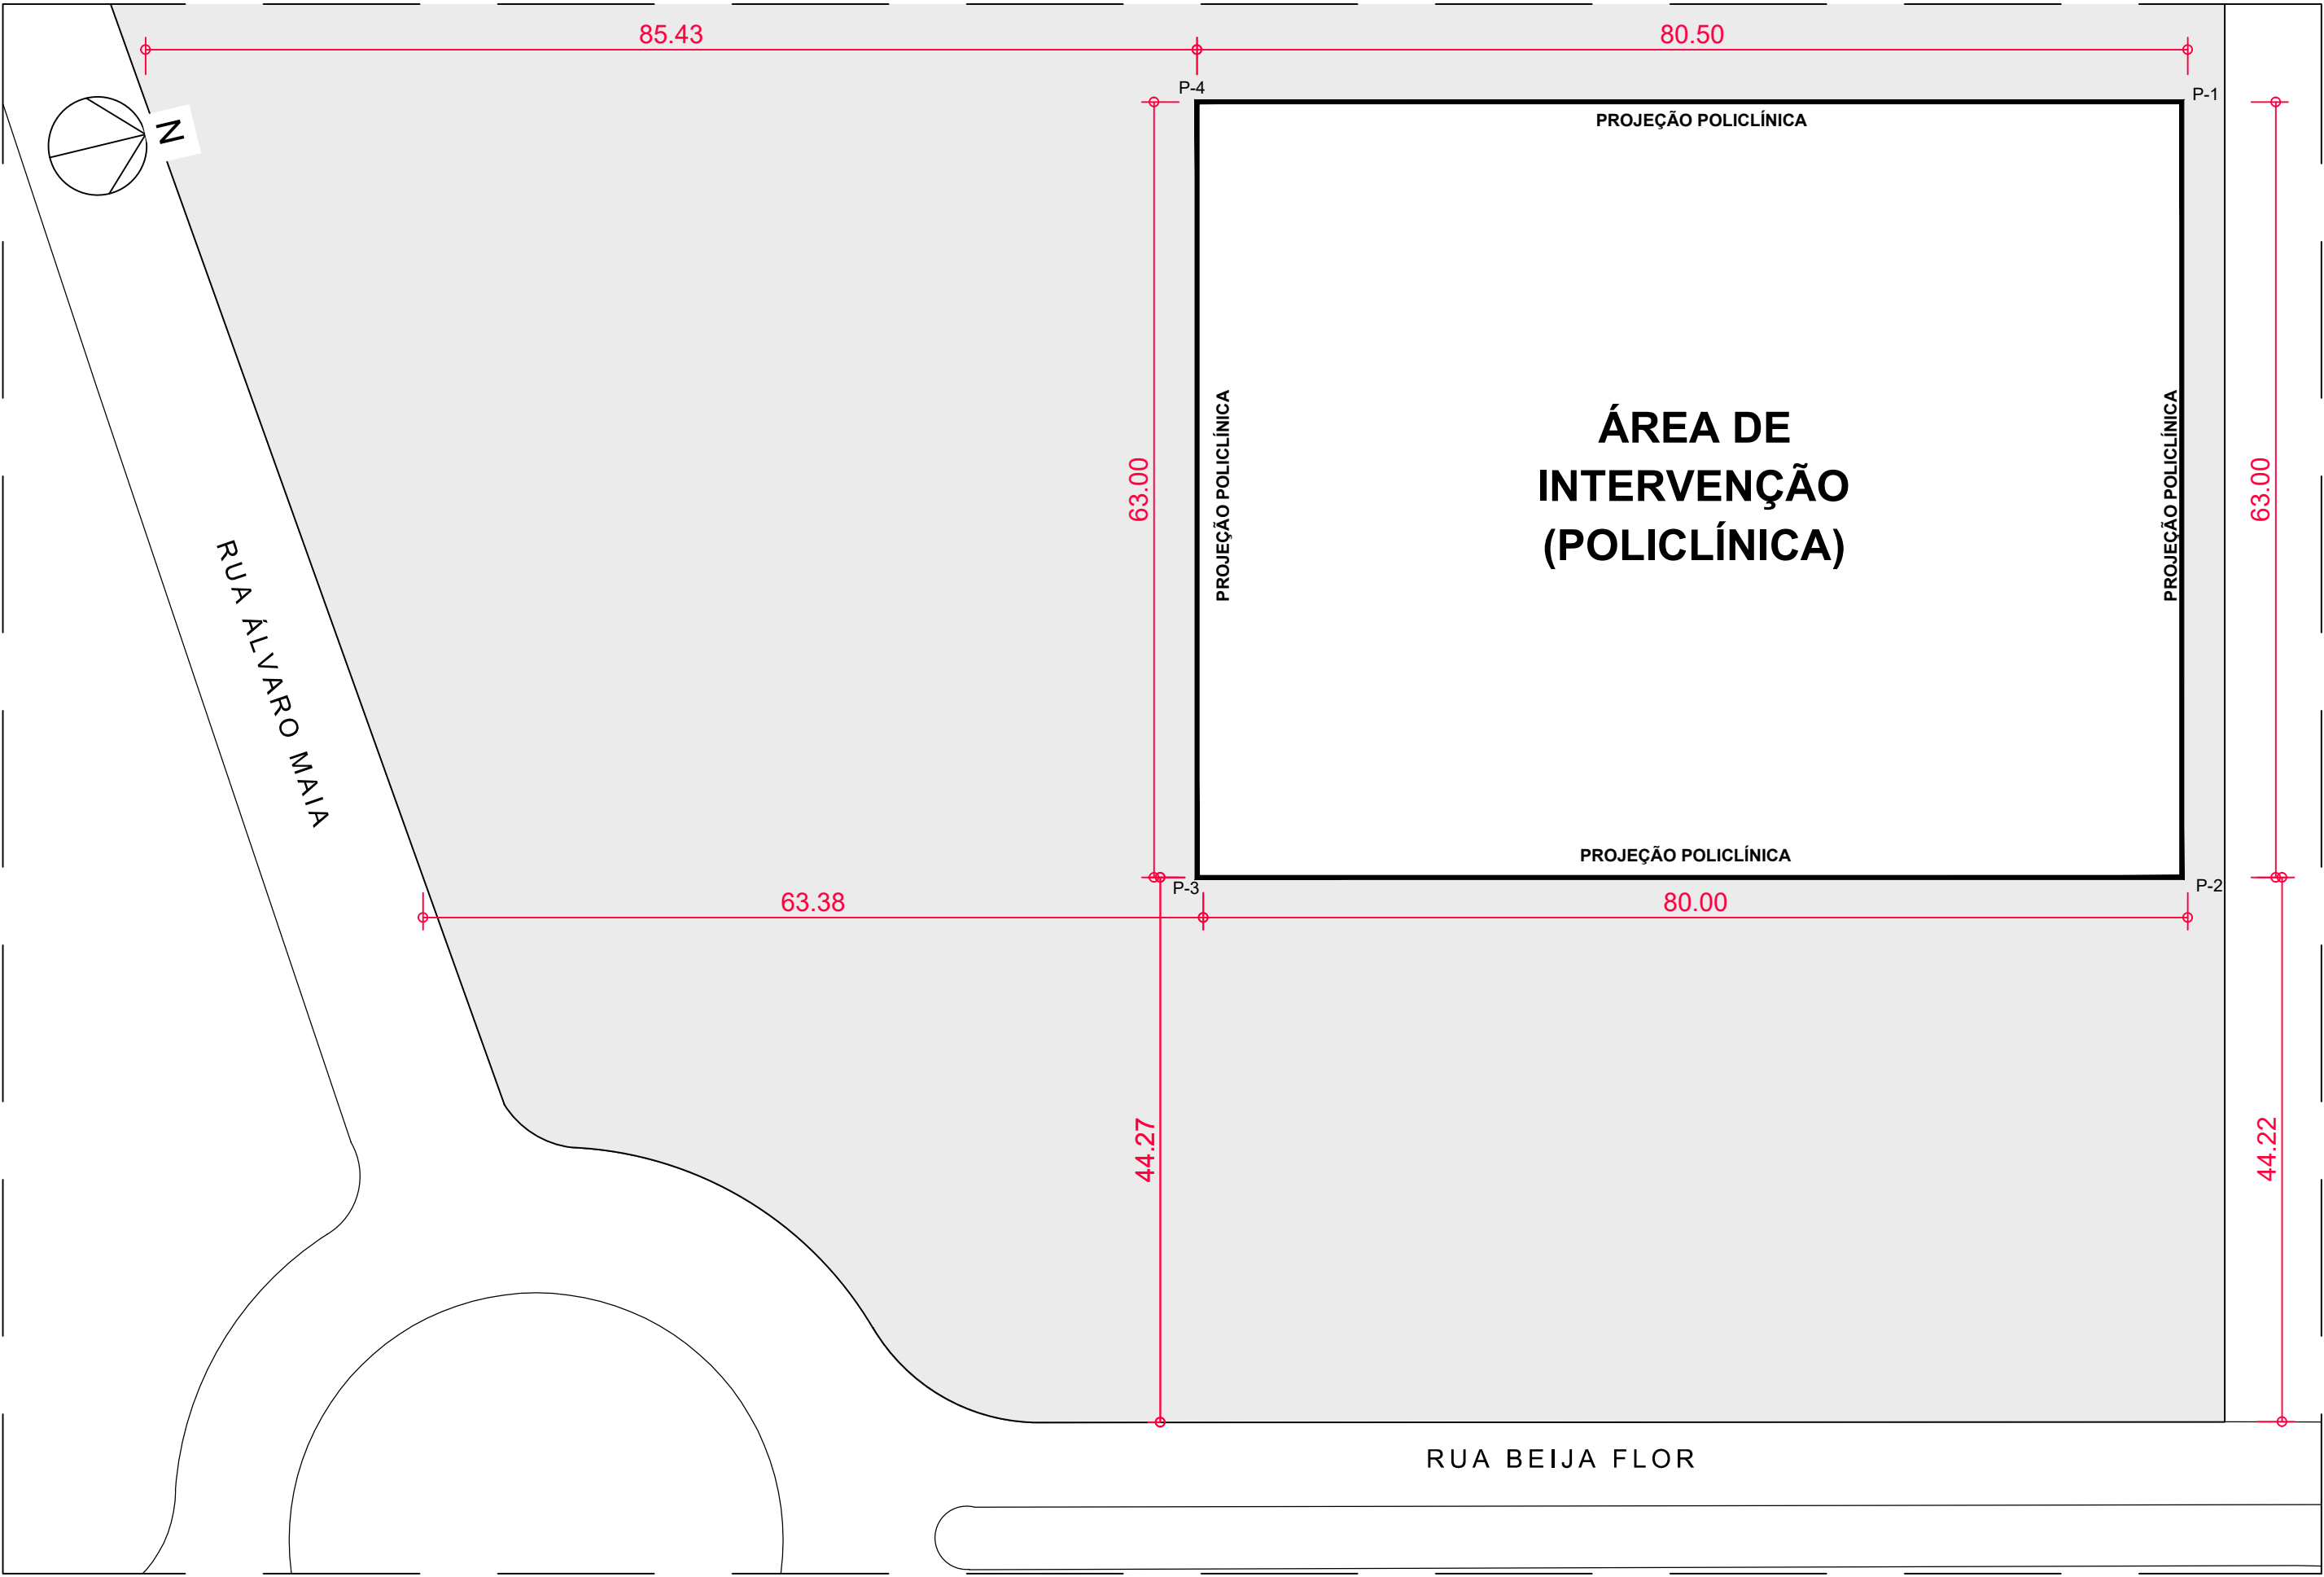 85.43
80.50
P-4
P-1
PROJEÇÃO POLICLÍNICA
N
ÁREA DE
INTERVENÇÃO
(POLICLÍNICA)
63.00
PROJEÇÃO POLICLÍNICA
PROJEÇÃO POLICLÍNICA
63.00
RUA ÁLVARO MAIA
PROJEÇÃO POLICLÍNICA
P-3
P-2
63.38
80.00
44.27
44.22
RUA BEIJA FLOR